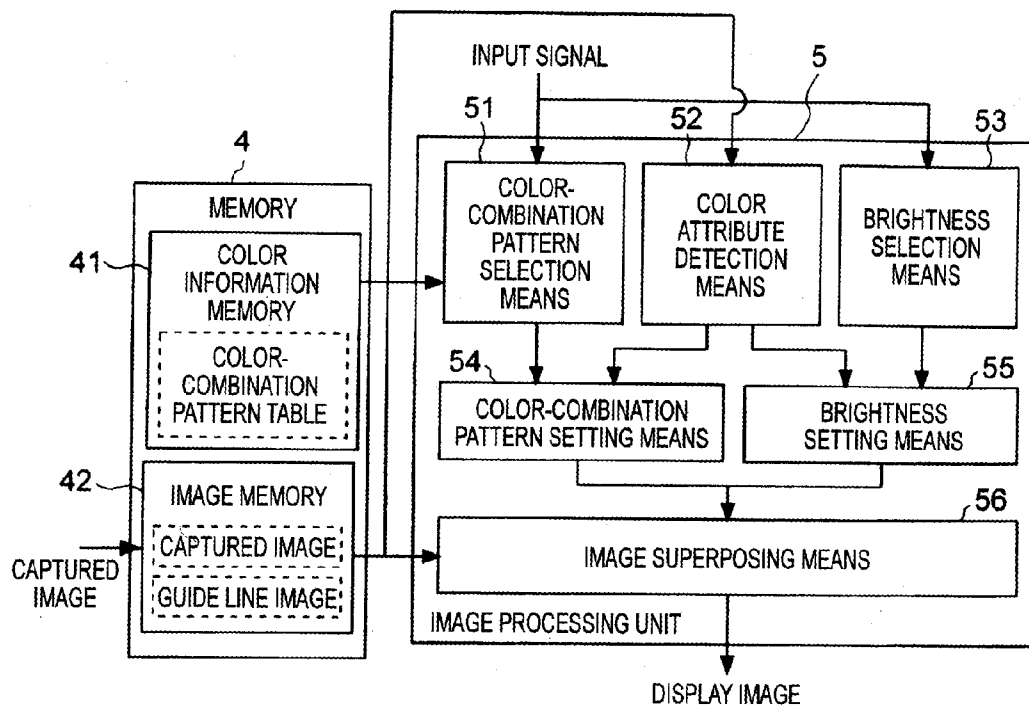 INPUT SIGNAL
5
51
52
53
4
MEMORY
41
COLOR
INFORMATION
MEMORY
COLOR-
COMBINATION
PATTERN TABLE
COLOR-
COMBINATION
PATTERN
SELECTION
MEANS
COLOR
ATTRIBUTE
DETECTION
MEANS
BRIGHTNESS
SELECTION
MEANS
54
COLOR-COMBINATION
PATTERN SETTING MEANS
55
BRIGHTNESS
SETTING MEANS
42
IMAGE MEMORY
CAPTURED IMAGE
GUIDE LINE IMAGE
CAPTURED
IMAGE
56
IMAGE SUPERPOSING MEANS
IMAGE PROCESSING UNIT
DISPLAY IMAGE